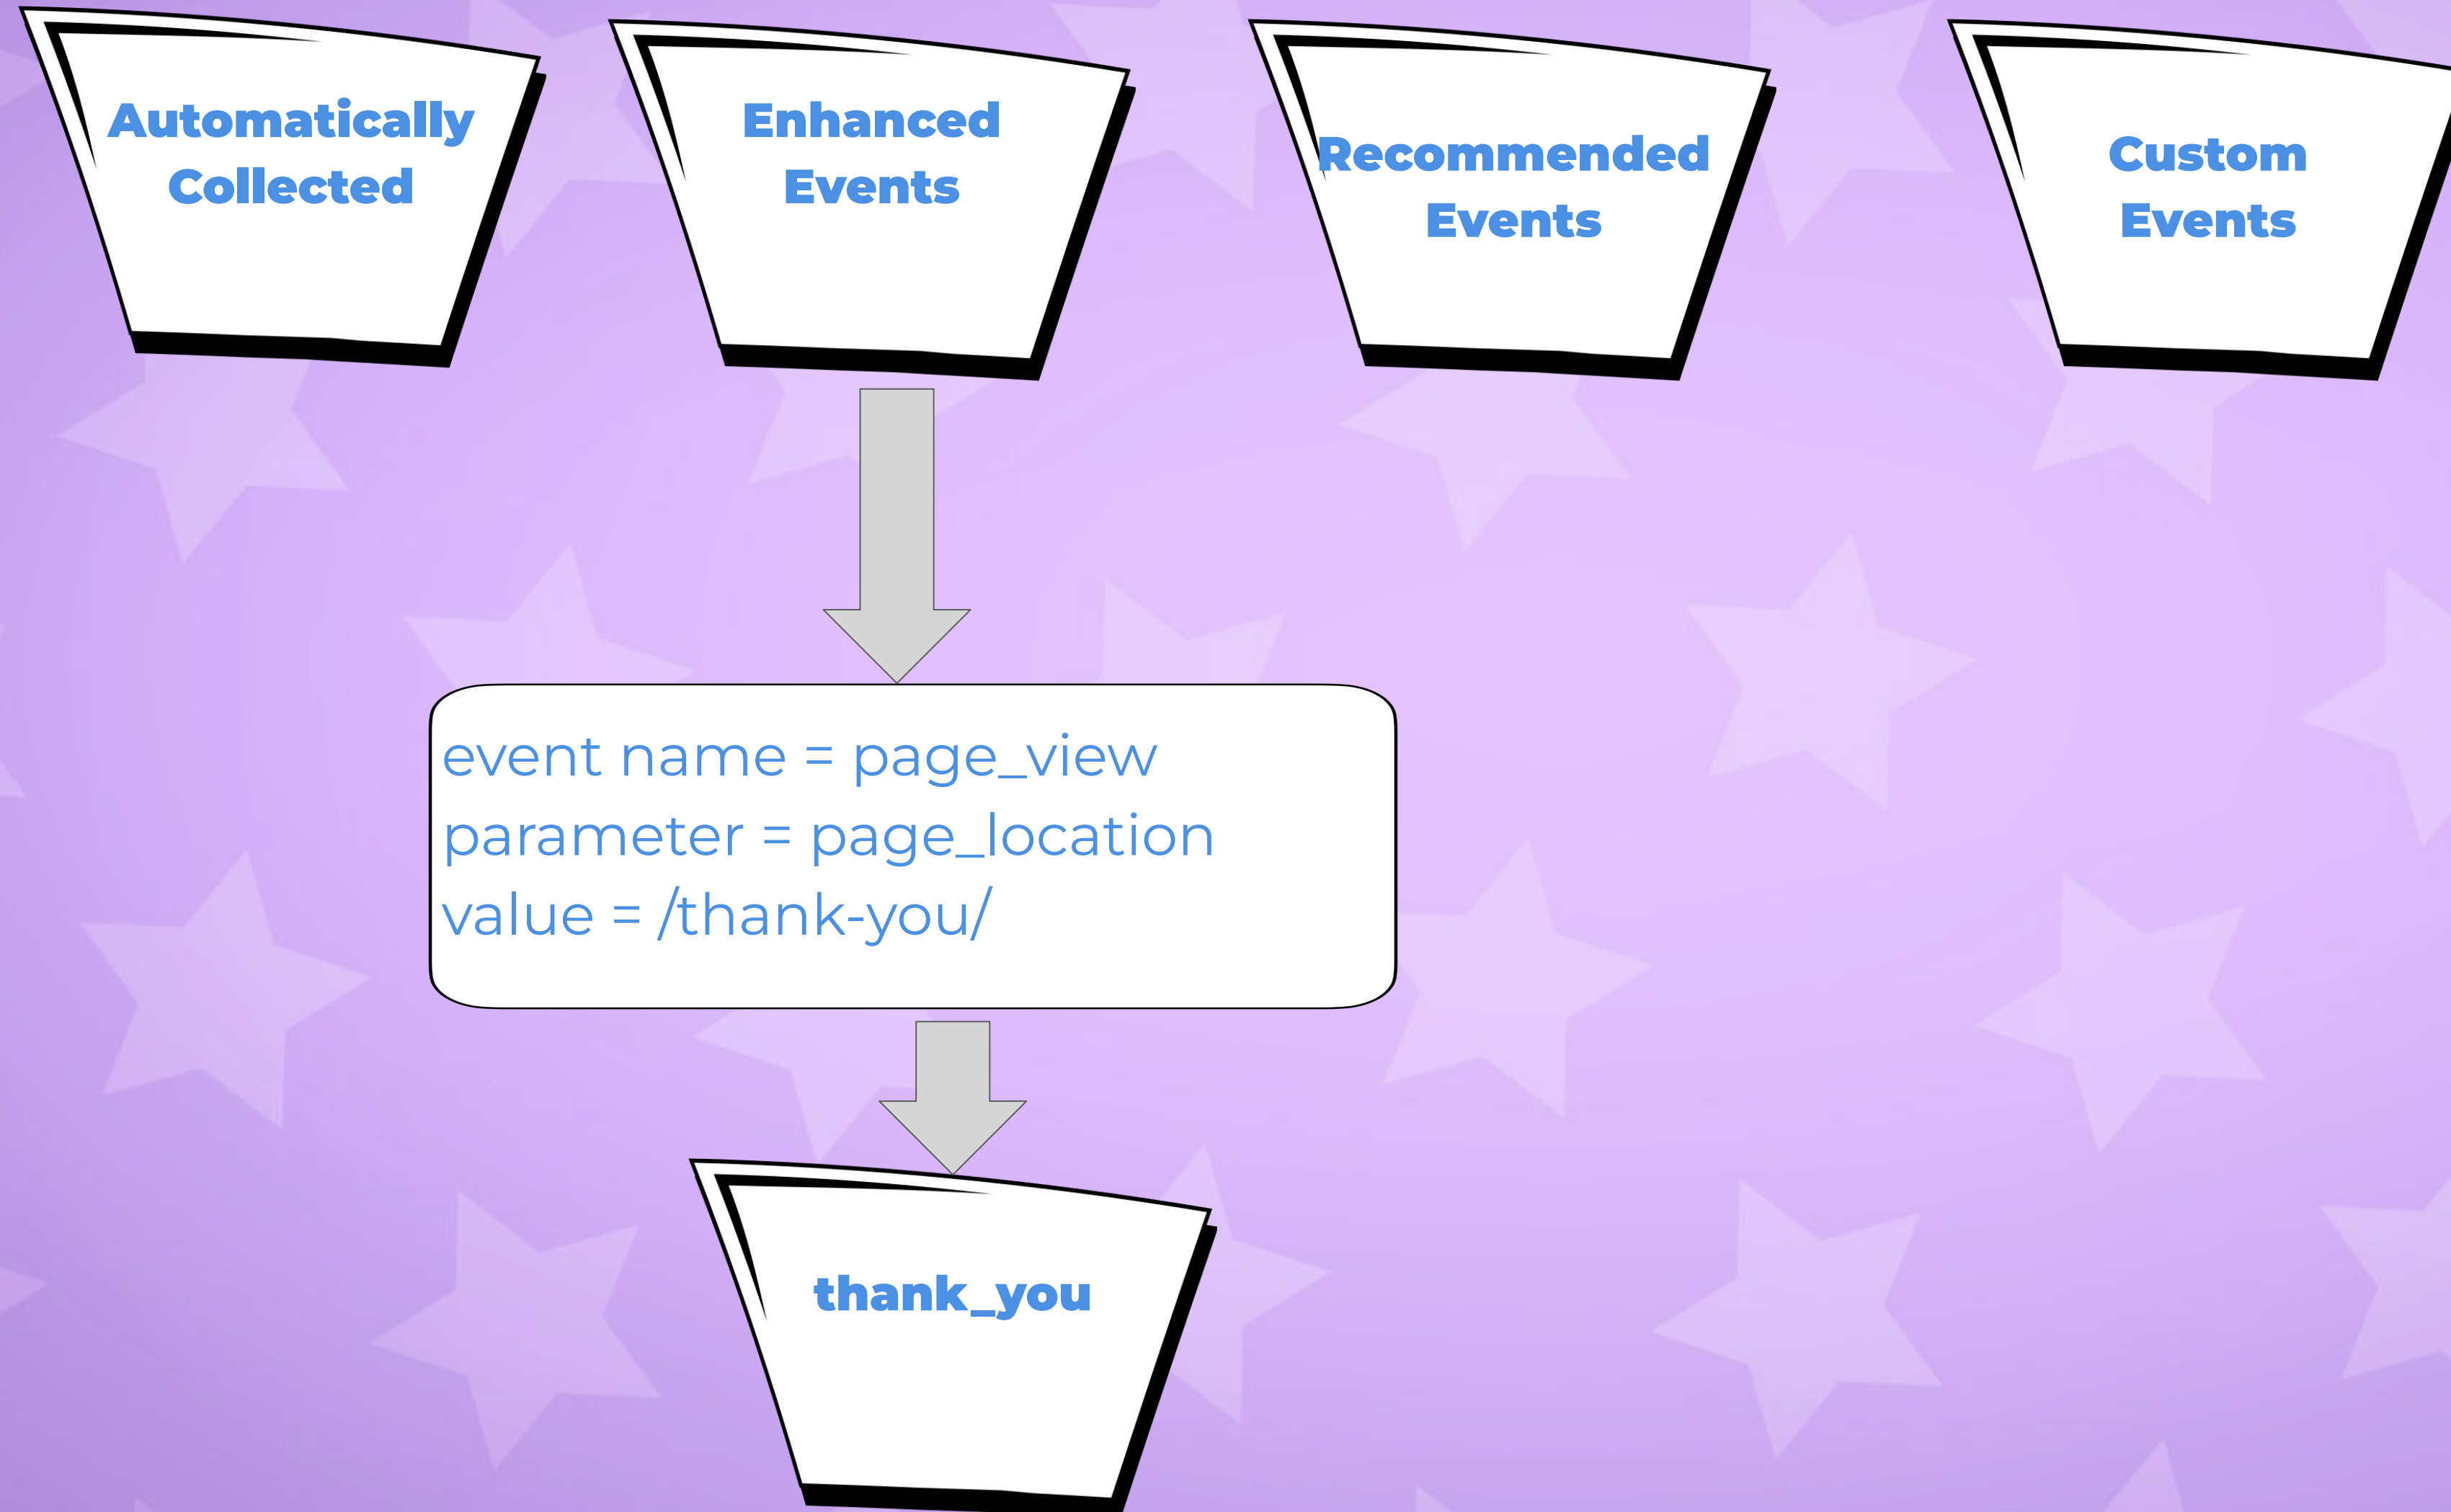 Automatically
Collected
Enhanced
Events
Recommended
Events
Custom
Events
event name = page_view
parameter = page_location
value = /thank-you/
thank_you